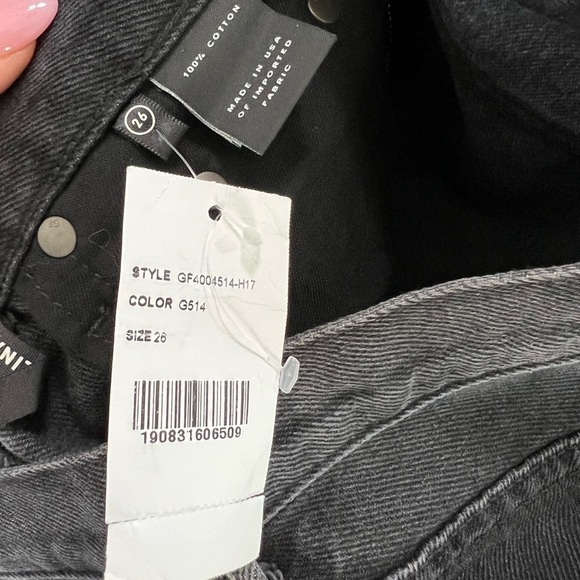 100% COTTON
MADE IN USA
OF IMPORTED
FABRIC
26
STYLE GF4004514-H17
COLOR G514
SIZE 26
190831606509